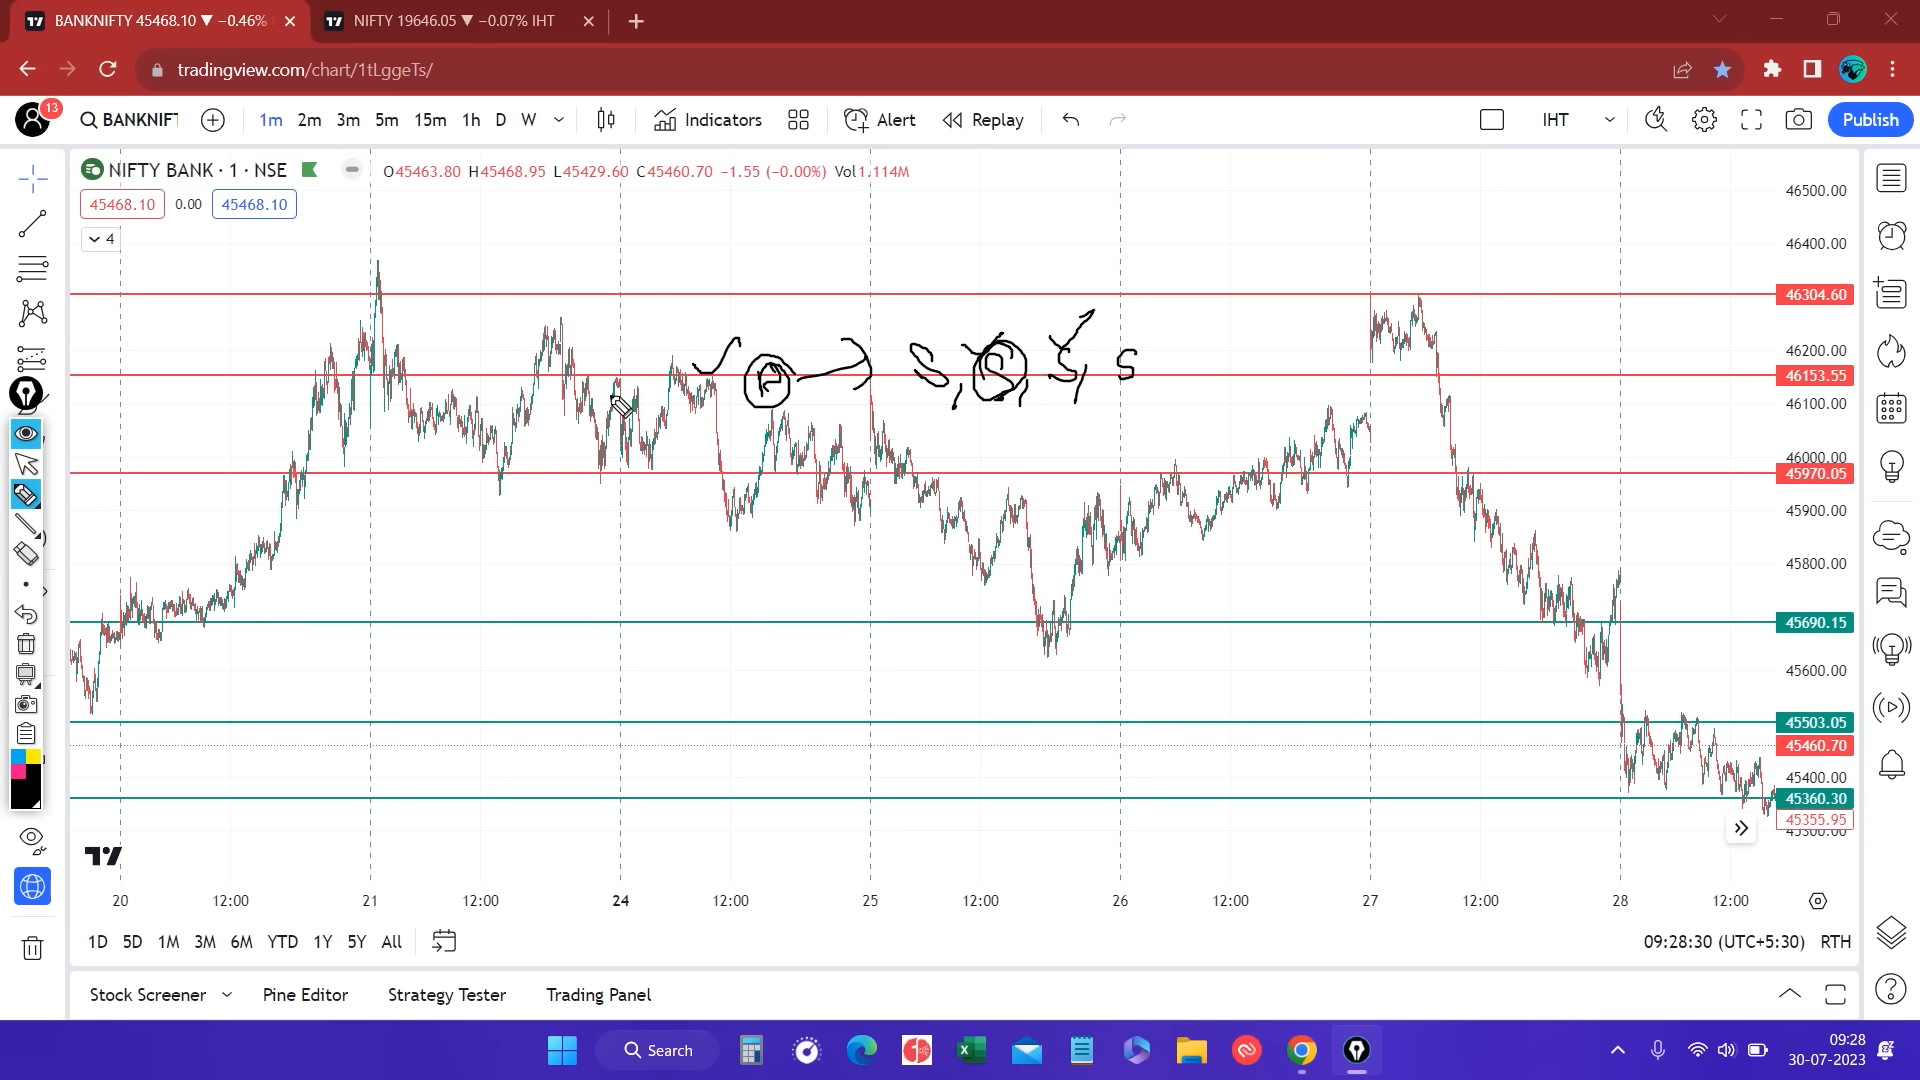 BANKNIFTY 45468.10 ▼ −0.46%
NIFTY 19646.05 ▼ −0.07% IHT
tradingview.com/chart/1tLggeTs/
13
BANKNIFT
1m 2m 3m 5m 15m 1h D W
Indicators
Alert
Replay
IHT
Publish
NIFTY BANK · 1 · NSE
O45463.80 H45468.95 L45429.60 C45460.70 −1.55 (−0.00%) Vol1.114M
45468.10 0.00 45468.10
4
46500.00
46400.00
46304.60
46200.00
46153.55
46100.00
46000.00
45970.05
45900.00
45800.00
45690.15
45600.00
45503.05
45460.70
45400.00
45360.30
45355.95
45300.00
S, S, S, S
20 12:00 21 12:00 24 12:00 25 12:00 26 12:00 27 12:00 28 12:00
1D 5D 1M 3M 6M YTD 1Y 5Y All
09:28:30 (UTC+5:30) RTH
Stock Screener Pine Editor Strategy Tester Trading Panel
Search
09:28
30-07-2023